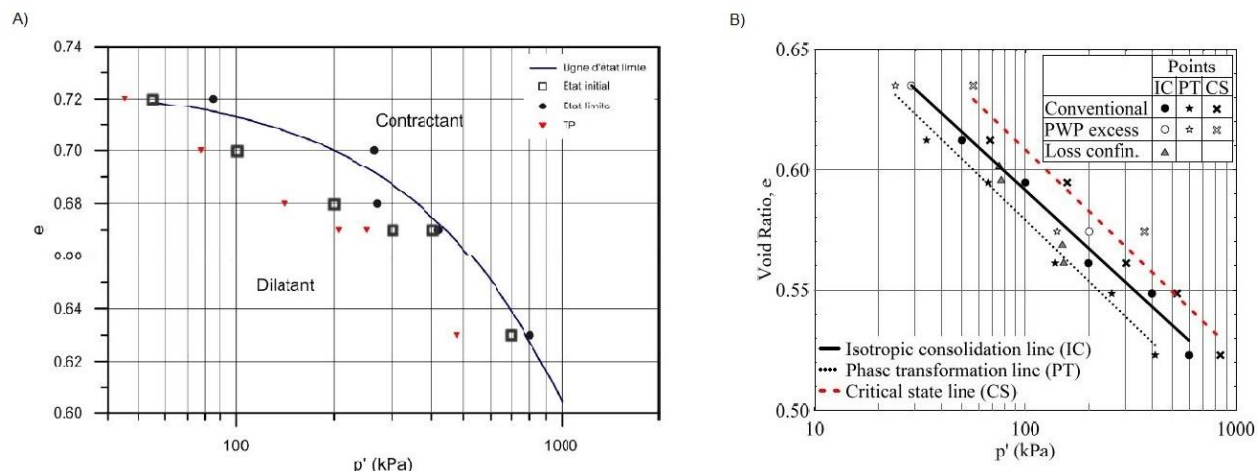 A)
0.74
0.72
0.70
0.68
0.64
0.62
0.60
e
100
1000
p' (kPa)
Ligne d'état limite
Etat initial
Etat limite
TP
Contractant
Dilatant
B)
0.65
0.60
0.55
0.50
Void Ratio, e
Points
IC PT CS
Conventional
PWP excess
Loss confin.
Isotropic consolidation line (IC)
Phase transformation line (PT)
Critical state line (CS)
10
100
1000
p' (kPa)